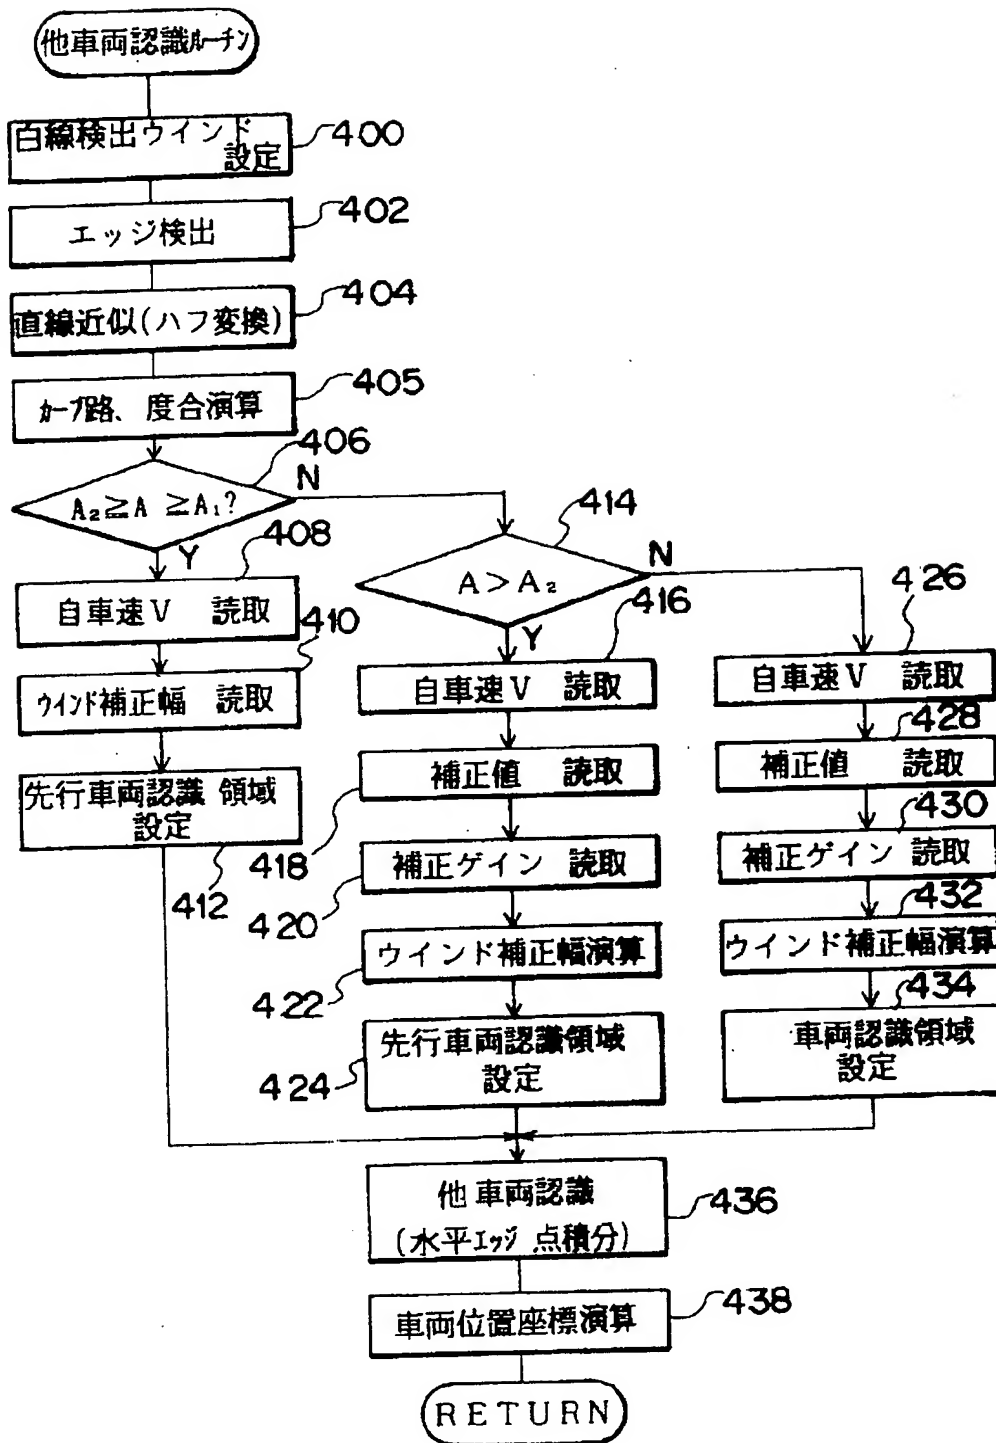 他車両認識ルーチン
白線検出ウインド
設定
400
エッジ検出
402
直線近似(ハフ変換)
404
カーブ路、度合演算
405
406
A₂≧A ≧A₁?
N
Y
408
自車速V 読取
410
ウインド補正幅 読取
先行車両認識 領域
設定
412
414
A>A₂
N
Y
416
自車速V 読取
補正値 読取
418
補正ゲイン 読取
420
ウインド補正幅演算
422
先行車両認識領域
設定
424
426
自車速V 読取
428
補正値 読取
430
補正ゲイン 読取
432
ウインド補正幅演算
434
車両認識領域
設定
他車両認識
(水平エッジ 点積分)
436
車両位置座標演算
438
RETURN